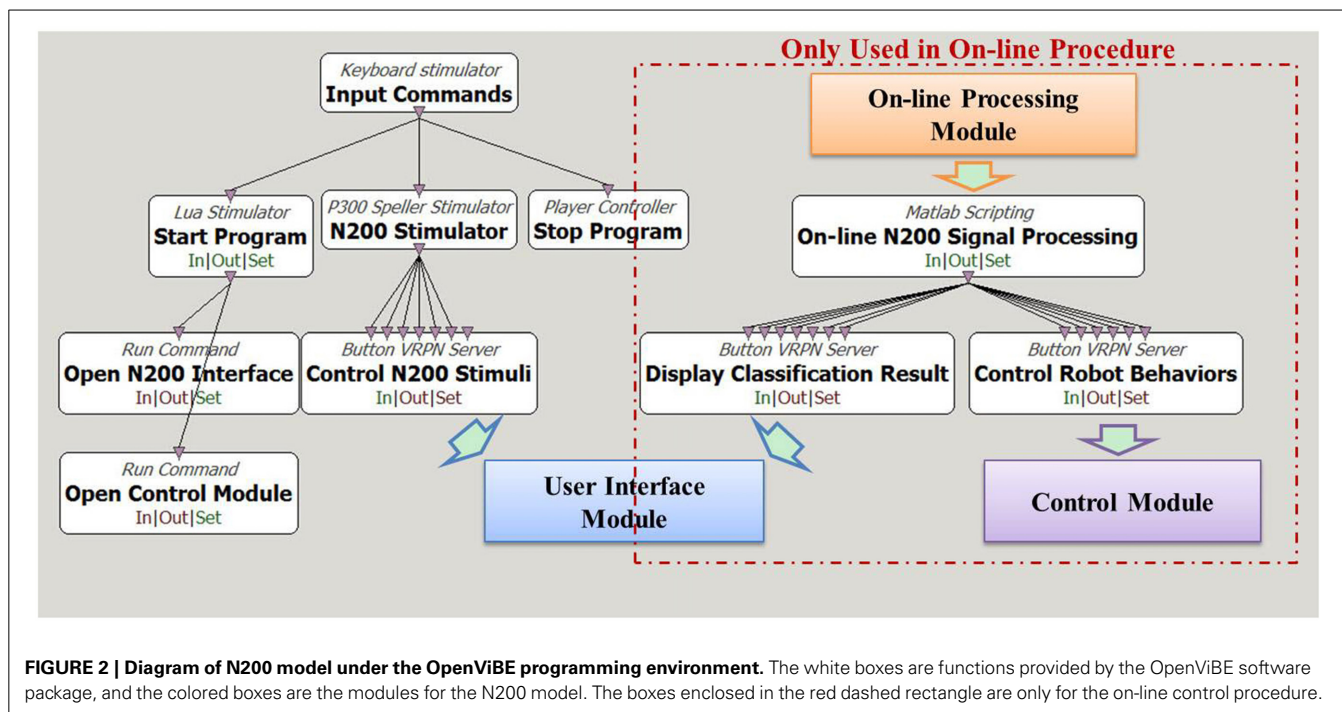 Only Used in On-line Procedure
Keyboard stimulator
Input Commands
On-line Processing
Module
Lua Stimulator
Start Program
In|Out|Set
P300 Speller Stimulator
N200 Stimulator
Player Controller
Stop Program
Matlab Scripting
On-line N200 Signal Processing
In|Out|Set
Run Command
Open N200 Interface
In|Out|Set
Button VRPN Server
Control N200 Stimuli
In|Out|Set
Button VRPN Server
Display Classification Result
In|Out|Set
Button VRPN Server
Control Robot Behaviors
In|Out|Set
Run Command
Open Control Module
In|Out|Set
User Interface
Module
Control Module
FIGURE 2 | Diagram of N200 model under the OpenViBE programming environment. The white boxes are functions provided by the OpenViBE software
package, and the colored boxes are the modules for the N200 model. The boxes enclosed in the red dashed rectangle are only for the on-line control procedure.